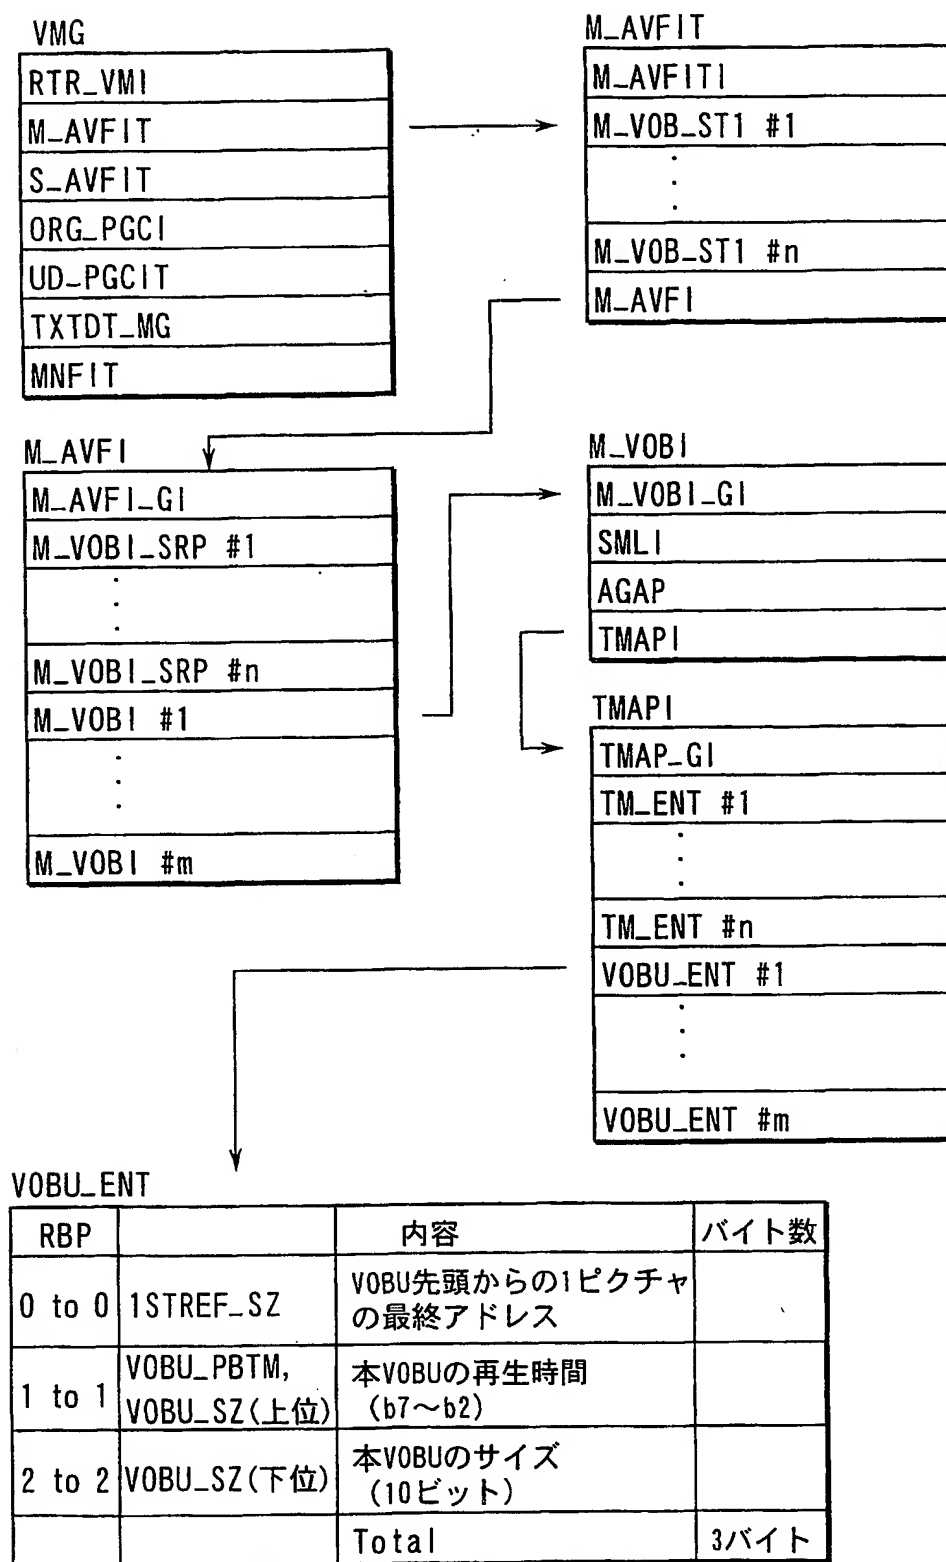 VMG
RTR_VMI
M_AVFIT
S_AVFIT
ORG_PGCI
UD_PGCIT
TXTDT_MG
MNFIT
M_AVFIT
M_AVFITI
M_VOB_ST1 #1
M_VOB_ST1 #n
M_AVFI
M_AVFI
M_AVFI_GI
M_VOBI_SRP #1
M_VOBI_SRP #n
M_VOBI #1
M_VOBI #m
M_VOBI
M_VOBI_GI
SMLI
AGAP
TMAPI
TMAPI
TMAP_GI
TM_ENT #1
TM_ENT #n
VOBU_ENT #1
VOBU_ENT #m
VOBU_ENT
RBP 内容 バイト数
0 to 0 1STREF_SZ VOBU先頭からの1ピクチャ
の最終アドレス
1 to 1 VOBU_PBTM, 本VOBUの再生時間
VOBU_SZ(上位) (b7〜b2)
2 to 2 VOBU_SZ(下位) 本VOBUのサイズ
(10ビット)
Total 3バイト